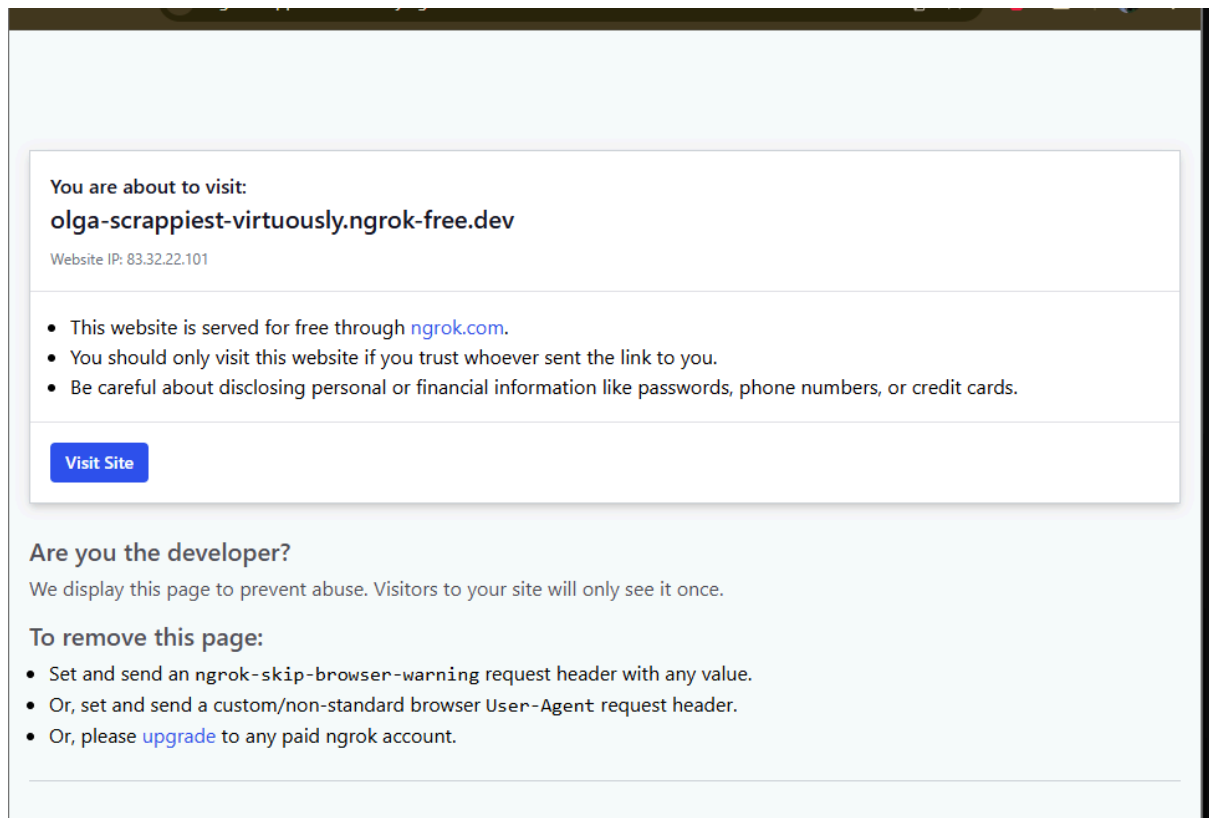 You are about to visit:
olga-scrappiest-virtuously.ngrok-free.dev
Website IP: 83.32.22.101
This website is served for free through ngrok.com.
You should only visit this website if you trust whoever sent the link to you.
Be careful about disclosing personal or financial information like passwords, phone numbers, or credit cards.
Visit Site
Are you the developer?
We display this page to prevent abuse. Visitors to your site will only see it once.
To remove this page:
Set and send an ngrok-skip-browser-warning request header with any value.
Or, set and send a custom/non-standard browser User-Agent request header.
Or, please upgrade to any paid ngrok account.